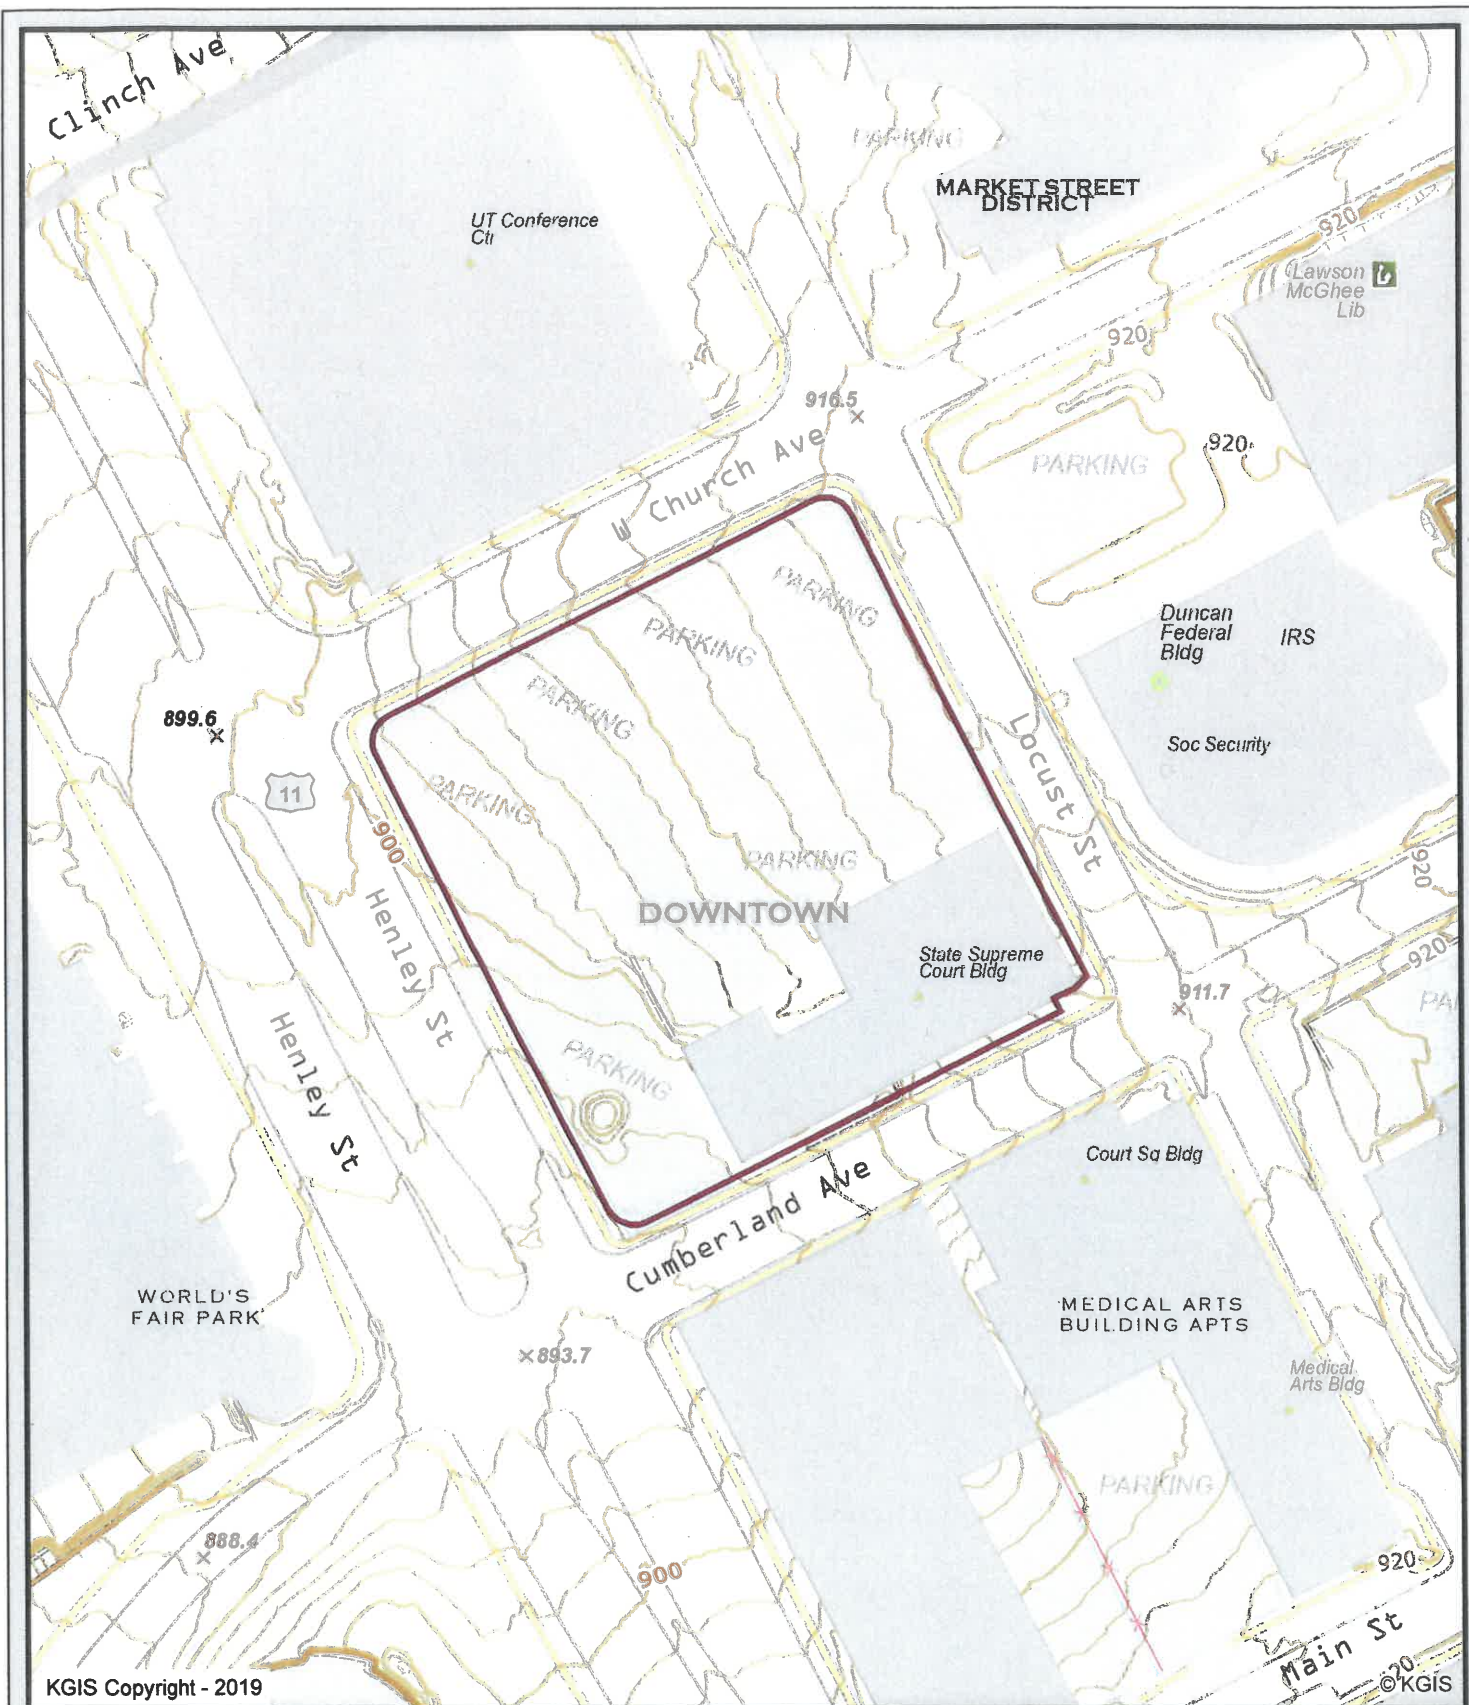 Clinch Ave
PARKING
MARKET STREET
DISTRICT
UT Conference
Ctr
920
Lawson
McGhee
Lib
920
916.5
W Church Ave
PARKING
920
PARKING
Duncan
Federal
Bldg
IRS
PARKING
PARKING
899.6
Soc Security
11
PARKING
Locust St
900
PARKING
920
Henley St
DOWNTOWN
State Supreme
Court Bldg
920
911.7
Henley St
PARKING
Court Sq Bldg
Cumberland Ave
WORLD'S
FAIR PARK
MEDICAL ARTS
BUILDING APTS
893.7
Medical
Arts Bldg
PARKING
888.4
900
920
Main St
KGIS Copyright - 2019
©KGIS